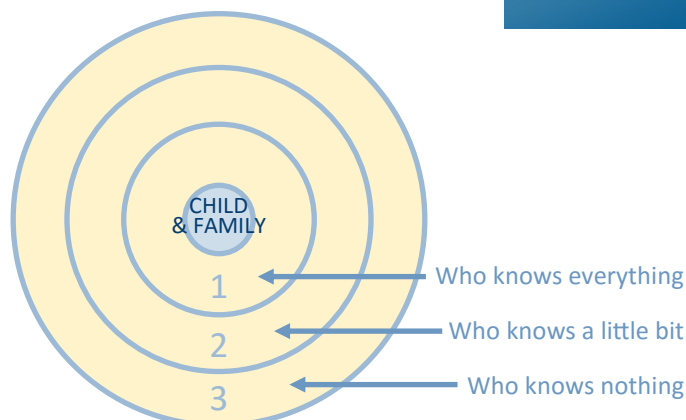 CHILD
& FAMILY
1
Who knows everything
2
Who knows a little bit
3
Who knows nothing